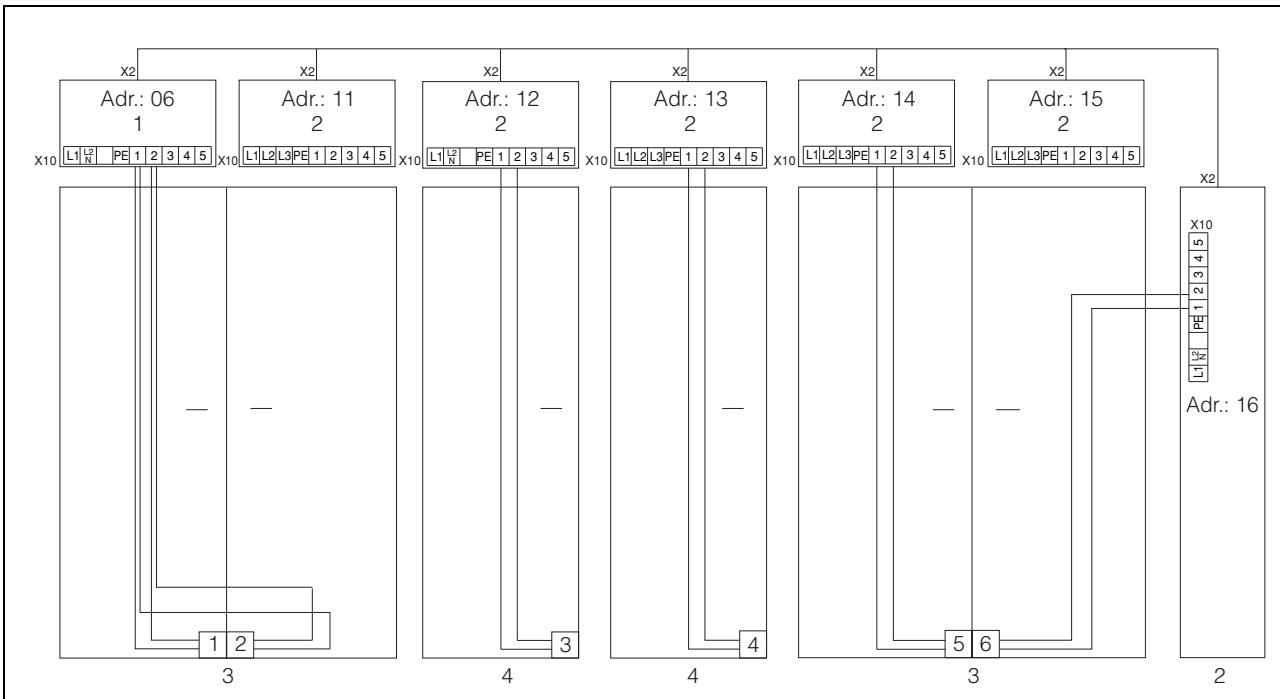 X2 X2 X2 X2 X2 X2
Adr.: 06 Adr.: 11 Adr.: 12 Adr.: 13 Adr.: 14 Adr.: 15
1 2 2 2 2 2
X10 L1 L2 N PE 1 2 3 4 5
X10 L1 L2 L3 PE 1 2 3 4 5
X10 L1 L2 N PE 1 2 3 4 5
X10 L1 L2 L3 PE 1 2 3 4 5
X10 L1 L2 L3 PE 1 2 3 4 5
X10 L1 L2 L3 PE 1 2 3 4 5
X2
X10
L1 L2 N PE 1 2 3 4 5
Adr.: 16
1 2 3 4 5 6
3 4 4 3 2